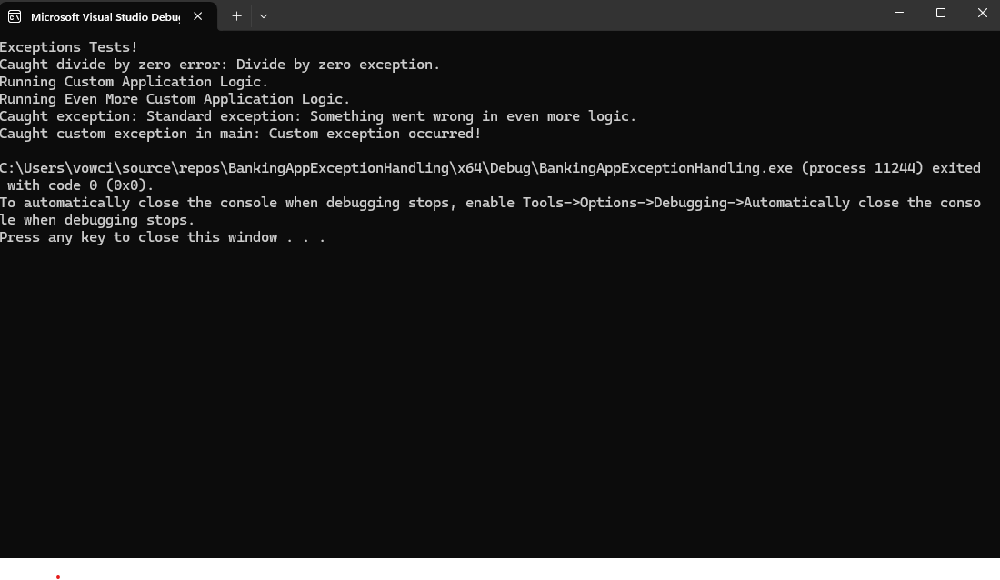 Microsoft Visual Studio Debug
Exceptions Tests!
Caught divide by zero error: Divide by zero exception.
Running Custom Application Logic.
Running Even More Custom Application Logic.
Caught exception: Standard exception: Something went wrong in even more logic.
Caught custom exception in main: Custom exception occurred!
C:\Users\vowci\source\repos\BankingAppExceptionHandling\x64\Debug\BankingAppExceptionHandling.exe (process 11244) exited
 with code 0 (0x0).
To automatically close the console when debugging stops, enable Tools->Options->Debugging->Automatically close the conso
le when debugging stops.
Press any key to close this window . . .